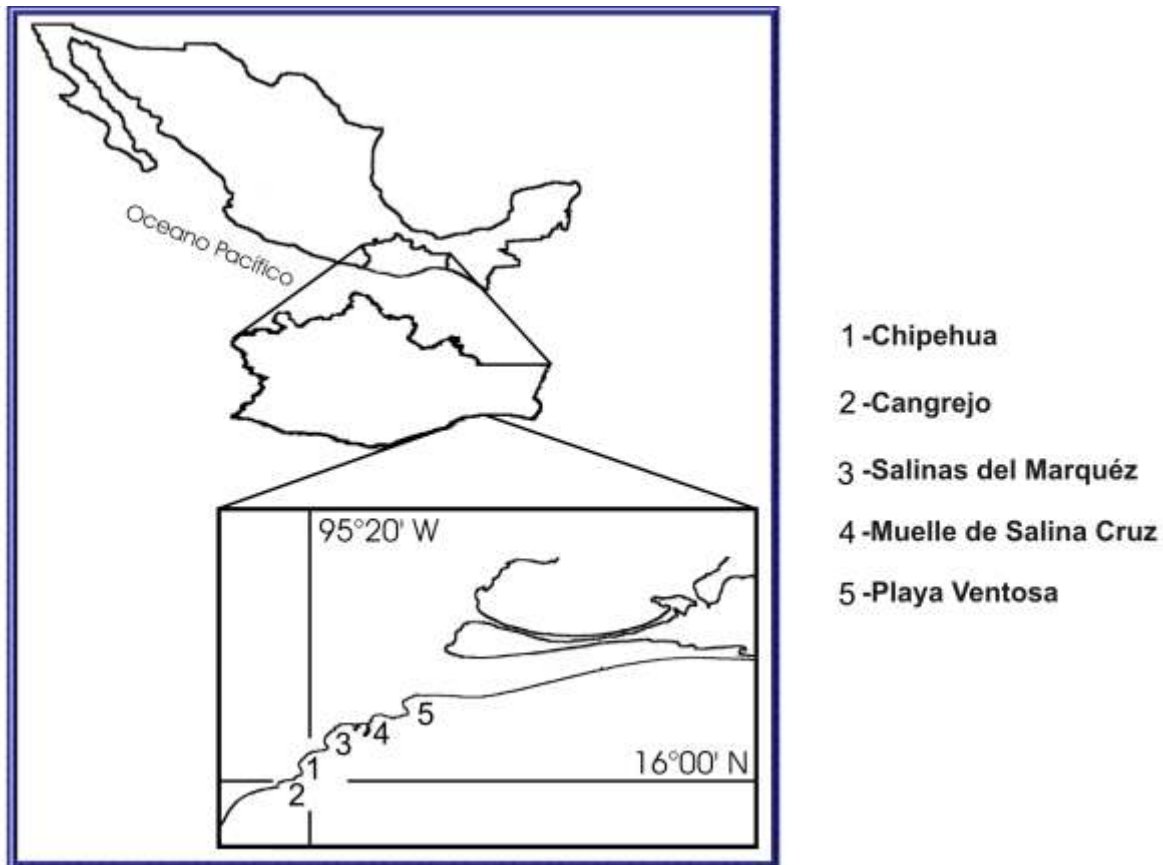 Oceano Pacífico
1 -Chipehua
2 -Cangrejo
3 -Salinas del Marquéz
4 -Muelle de Salina Cruz
5 -Playa Ventosa
95°20' W
5
4
3
16°00' N
1
2